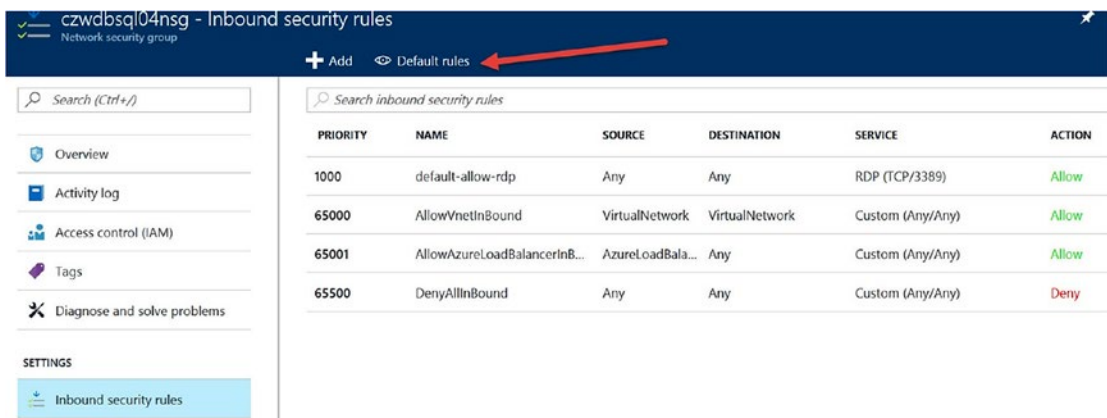 czwdbsql04nsg - Inbound security rules
Network security group
Add Default rules
Search (Ctrl+/)
Overview
Activity log
Access control (IAM)
Tags
Diagnose and solve problems
SETTINGS
Inbound security rules
Search inbound security rules
PRIORITY NAME SOURCE DESTINATION SERVICE ACTION
1000 default-allow-rdp Any Any RDP (TCP/3389) Allow
65000 AllowVnetInBound VirtualNetwork VirtualNetwork Custom (Any/Any) Allow
65001 AllowAzureLoadBalancerInB... AzureLoadBala... Any Custom (Any/Any) Allow
65500 DenyAllInBound Any Any Custom (Any/Any) Deny